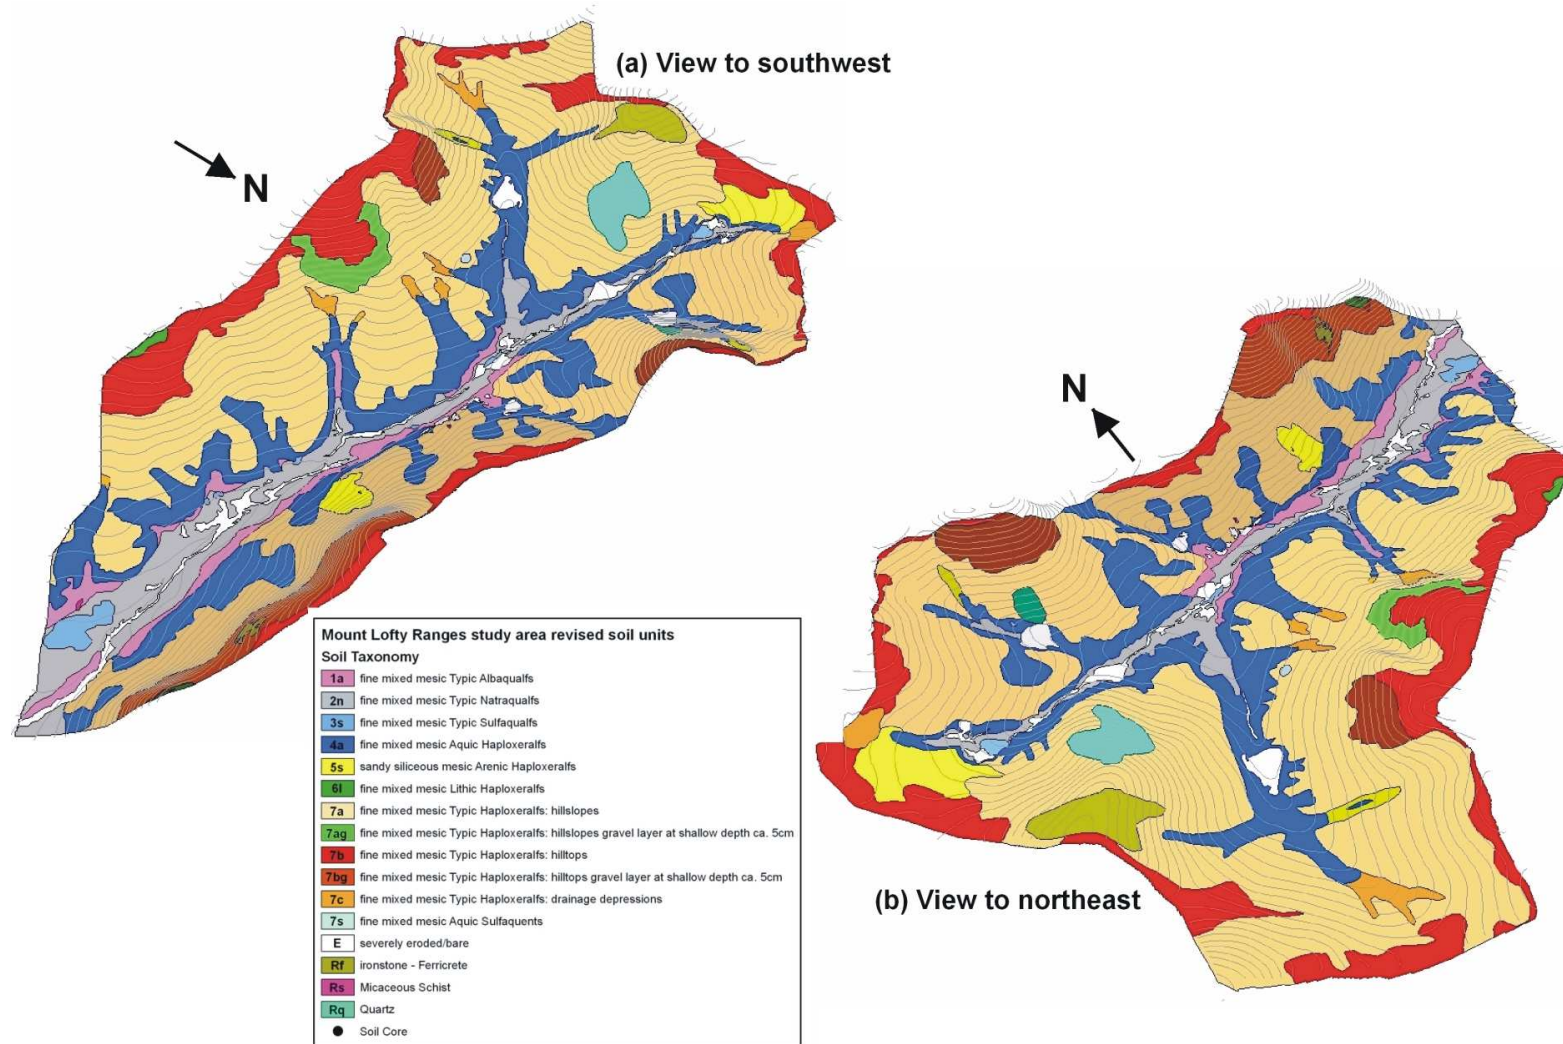 (a) View to southwest
N
N
(b) View to northeast
Mount Lofty Ranges study area revised soil units
Soil Taxonomy
1a fine mixed mesic Typic Albaqualfs
2n fine mixed mesic Typic Natraqualfs
3s fine mixed mesic Typic Sulfaqualfs
4a fine mixed mesic Aquic Haploxeralfs
5s sandy siliceous mesic Arenic Haploxeralfs
6l fine mixed mesic Lithic Haploxeralfs
7a fine mixed mesic Typic Haploxeralfs: hillslopes
7ag fine mixed mesic Typic Haploxeralfs: hillslopes gravel layer at shallow depth ca. 5cm
7b fine mixed mesic Typic Haploxeralfs: hilltops
7bg fine mixed mesic Typic Haploxeralfs: hilltops gravel layer at shallow depth ca. 5cm
7c fine mixed mesic Typic Haploxeralfs: drainage depressions
7s fine mixed mesic Aquic Sulfaquents
E severely eroded/bare
Rf ironstone - Ferricrete
Rs Micaceous Schist
Rq Quartz
Soil Core